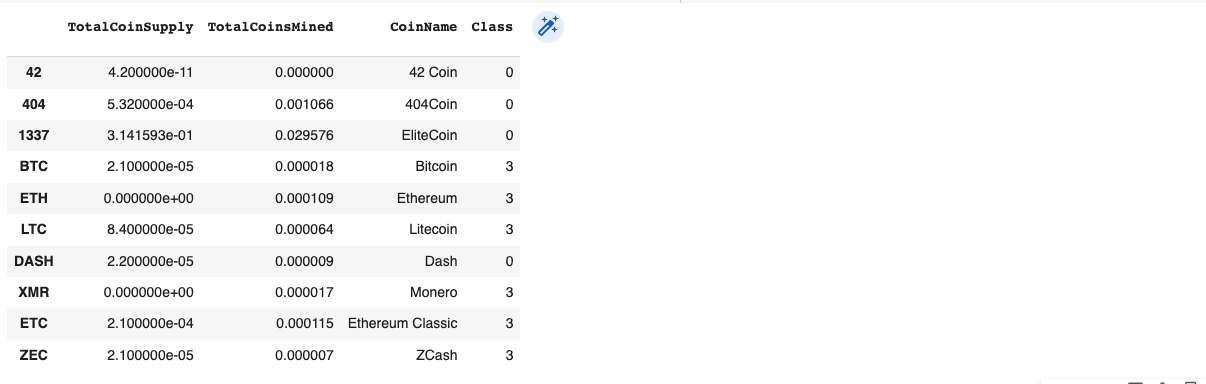 TotalCoinSupply TotalCoinsMined CoinName Class
42 4.200000e-11 0.000000 42 Coin 0
404 5.320000e-04 0.001066 404Coin 0
1337 3.141593e-01 0.029576 EliteCoin 0
BTC 2.100000e-05 0.000018 Bitcoin 3
ETH 0.000000e+00 0.000109 Ethereum 3
LTC 8.400000e-05 0.000064 Litecoin 3
DASH 2.200000e-05 0.000009 Dash 0
XMR 0.000000e+00 0.000017 Monero 3
ETC 2.100000e-04 0.000115 Ethereum Classic 3
ZEC 2.100000e-05 0.000007 ZCash 3